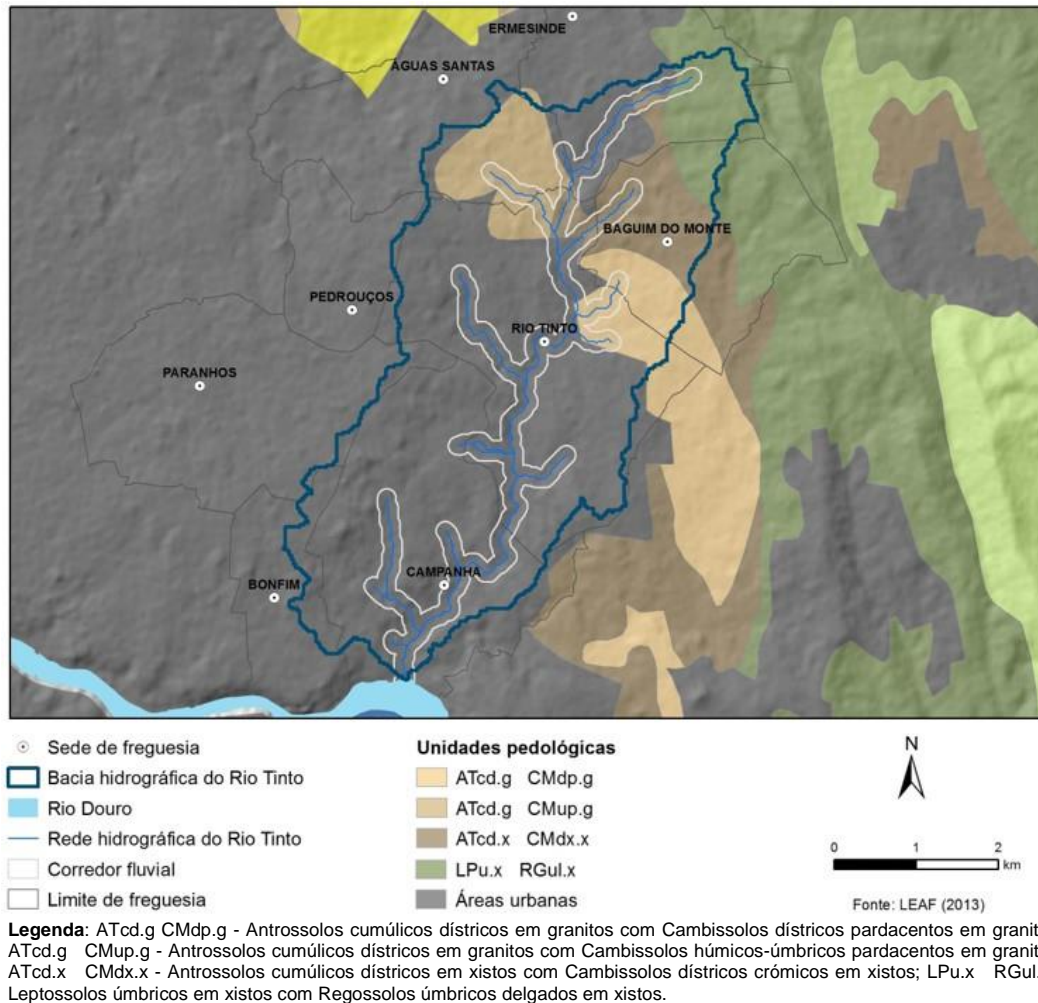 ERMESINDE
ÁGUAS SANTAS
BAGUIM DO MONTE
PEDROUÇOS
RIO TINTO
PARANHOS
CAMPANHA
BONFIM
Sede de freguesia
Bacia hidrográfica do Rio Tinto
Rio Douro
Rede hidrográfica do Rio Tinto
Corredor fluvial
Limite de freguesia
Unidades pedológicas
ATcd.g CMdp.g
ATcd.g CMup.g
ATcd.x CMdx.x
LPu.x RGul.x
Áreas urbanas
N
0 1 2
km
Fonte: LEAF (2013)
Legenda: ATcd.g CMdp.g - Antrossolos cumúlicos dístricos em granitos com Cambissolos dístricos pardacentos em granit
ATcd.g CMup.g - Antrossolos cumúlicos dístricos em granitos com Cambissolos húmicos-úmbricos pardacentos em granit
ATcd.x CMdx.x - Antrossolos cumúlicos dístricos em xistos com Cambissolos dístricos crómicos em xistos; LPu.x RGul.
Leptossolos úmbricos em xistos com Regossolos úmbricos delgados em xistos.